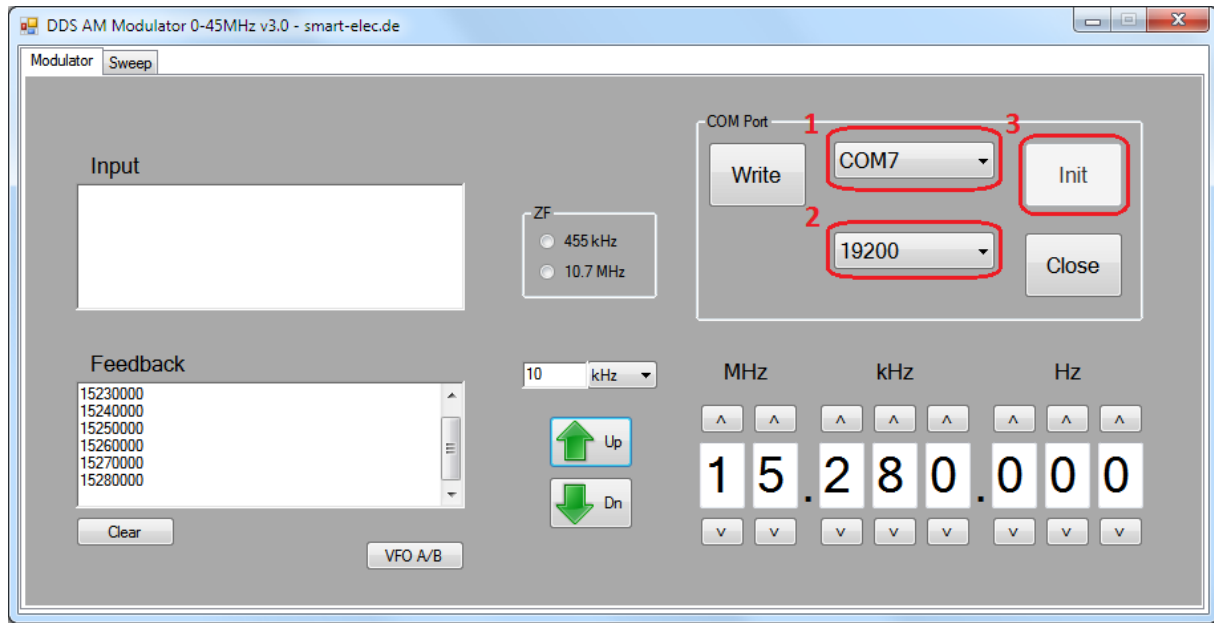 DDS AM Modulator 0-45MHz v3.0 - smart-elec.de
Modulator Sweep
Input
ZF
455 kHz
10.7 MHz
COM Port
1
3
Write
COM7
Init
2
19200
Close
Feedback
15230000
15240000
15250000
15260000
15270000
15280000
Clear
VFO A/B
10 kHz
Up
Dn
MHz kHz Hz
^ ^ ^ ^ ^ ^ ^ ^
15.280.000
v v v v v v v v